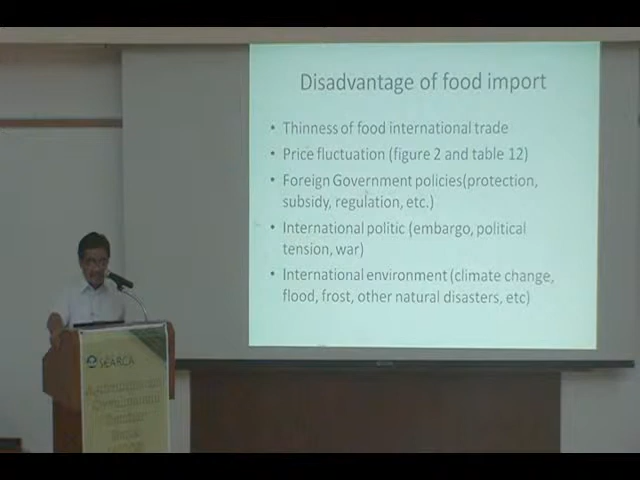 Disadvantage of food import
• Thinness of food international trade
• Price fluctuation (figure 2 and table 12)
• Foreign Government policies(protection,
subsidy, regulation, etc.)
• International politic (embargo, political
tension, war)
• International environment (climate change,
flood, frost, other natural disasters, etc)
SEARCA